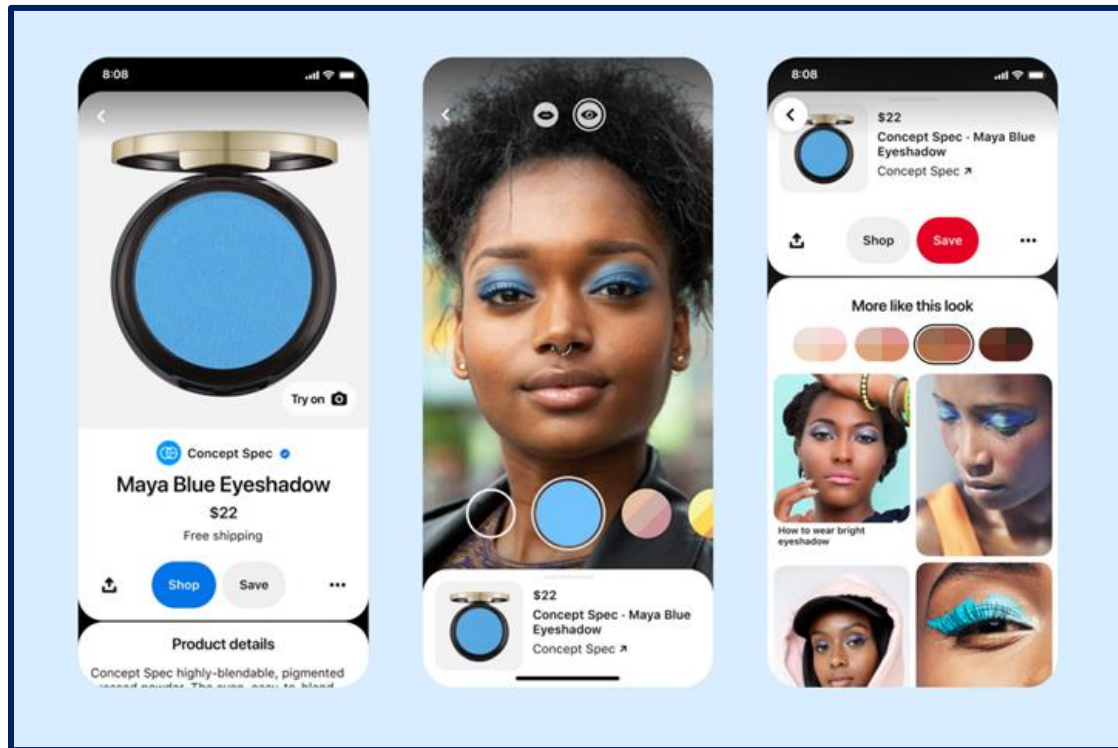 8:08
Try on
Concept Spec
Maya Blue Eyeshadow
$22
Free shipping
Shop
Save
Product details
Concept Spec highly-blendable, pigmented
$22
Concept Spec - Maya Blue
Eyeshadow
Concept Spec
8:08
$22
Concept Spec - Maya Blue
Eyeshadow
Concept Spec
Shop
Save
More like this look
How to wear bright
eyeshadow